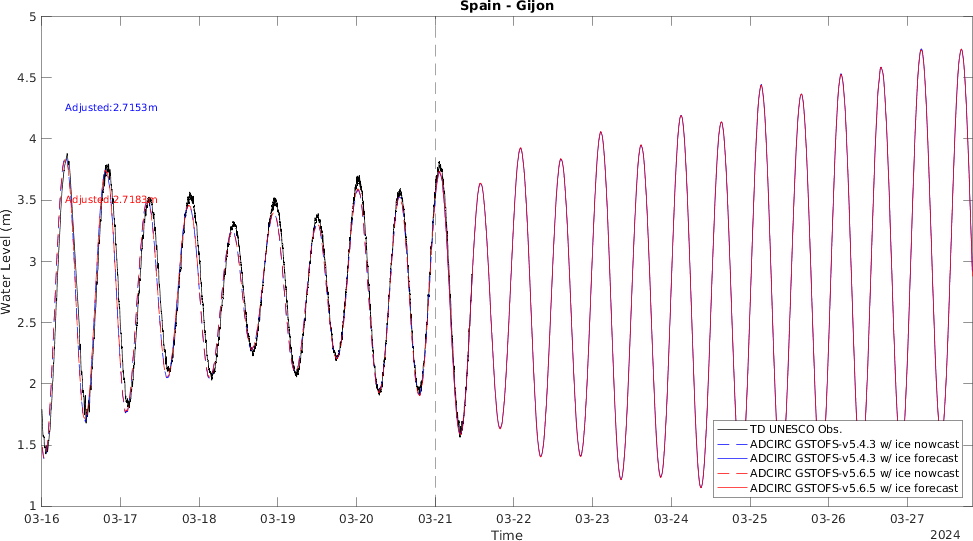 Spain - Gijon
5
4.5
4
3.5
3
2.5
2
1.5
1
Water Level (m)
Adjusted:2.7153m
Adjusted:2.7183m
TD UNESCO Obs.
ADCIRC GSTOFS-v5.4.3 w/ ice nowcast
ADCIRC GSTOFS-v5.4.3 w/ ice forecast
ADCIRC GSTOFS-v5.6.5 w/ ice nowcast
ADCIRC GSTOFS-v5.6.5 w/ ice forecast
03-16 03-17 03-18 03-19 03-20 03-21 03-22 03-23 03-24 03-25 03-26 03-27
Time
2024